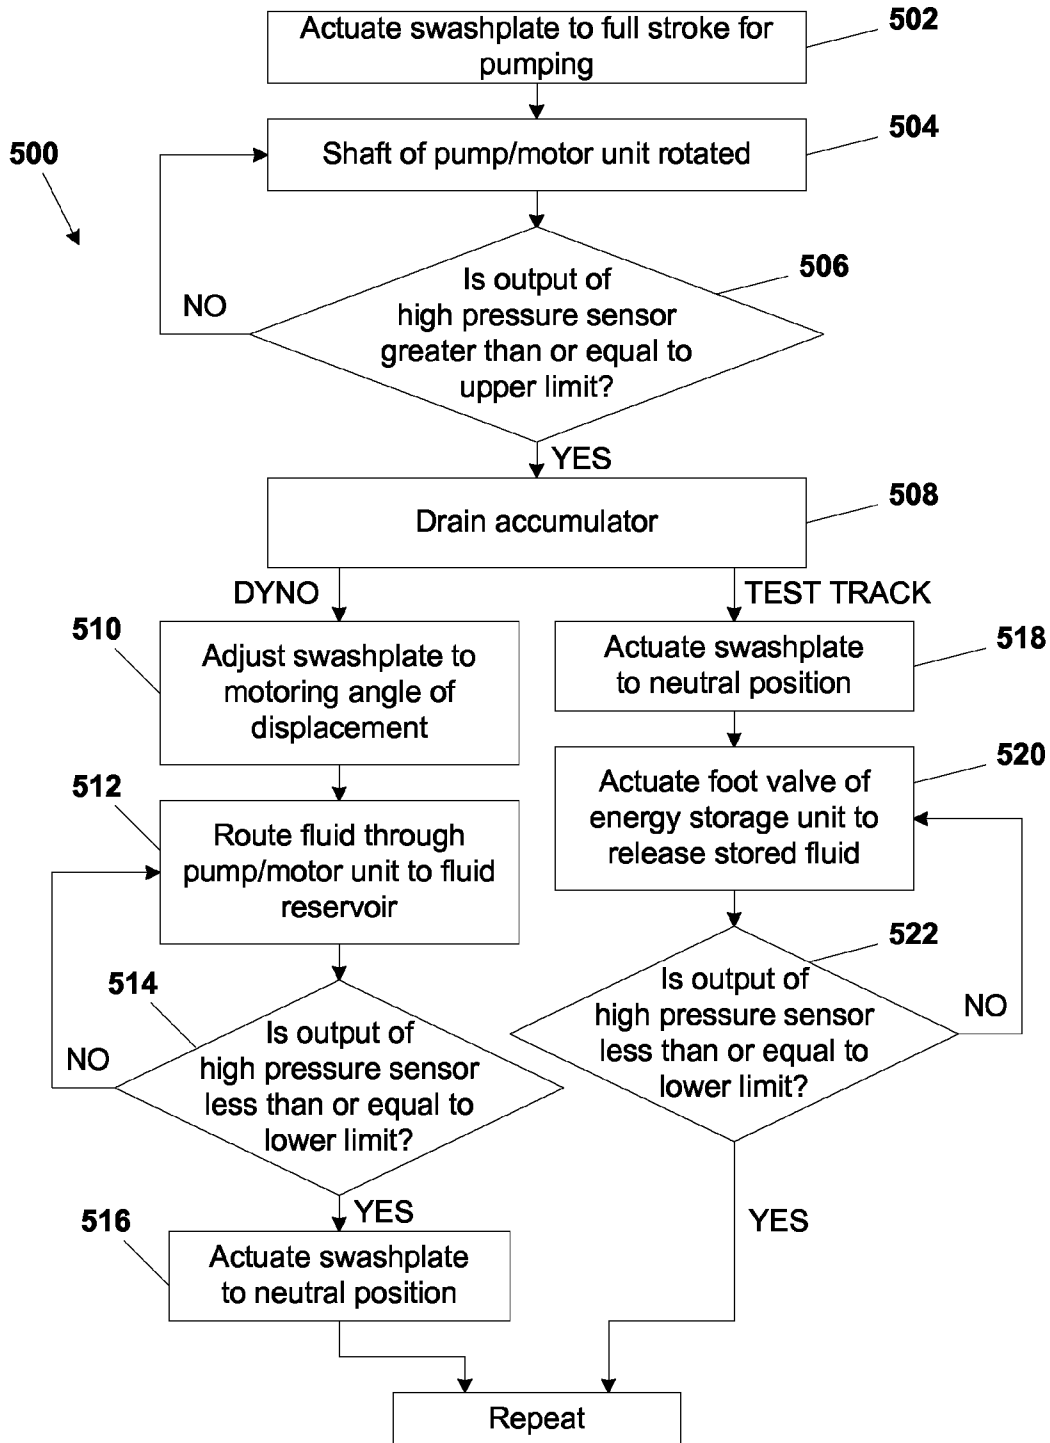 Actuate swashplate to full stroke for
pumping
502
500
Shaft of pump/motor unit rotated
504
Is output of
high pressure sensor
greater than or equal to
upper limit?
506
NO
YES
Drain accumulator
508
DYNO
TEST TRACK
510
Adjust swashplate to
motoring angle of
displacement
Actuate swashplate
to neutral position
518
512
Route fluid through
pump/motor unit to fluid
reservoir
Actuate foot valve of
energy storage unit to
release stored fluid
520
514
Is output of
high pressure sensor
less than or equal to
lower limit?
NO
Is output of
high pressure sensor
less than or equal to
lower limit?
522
NO
YES
YES
516
Actuate swashplate
to neutral position
Repeat